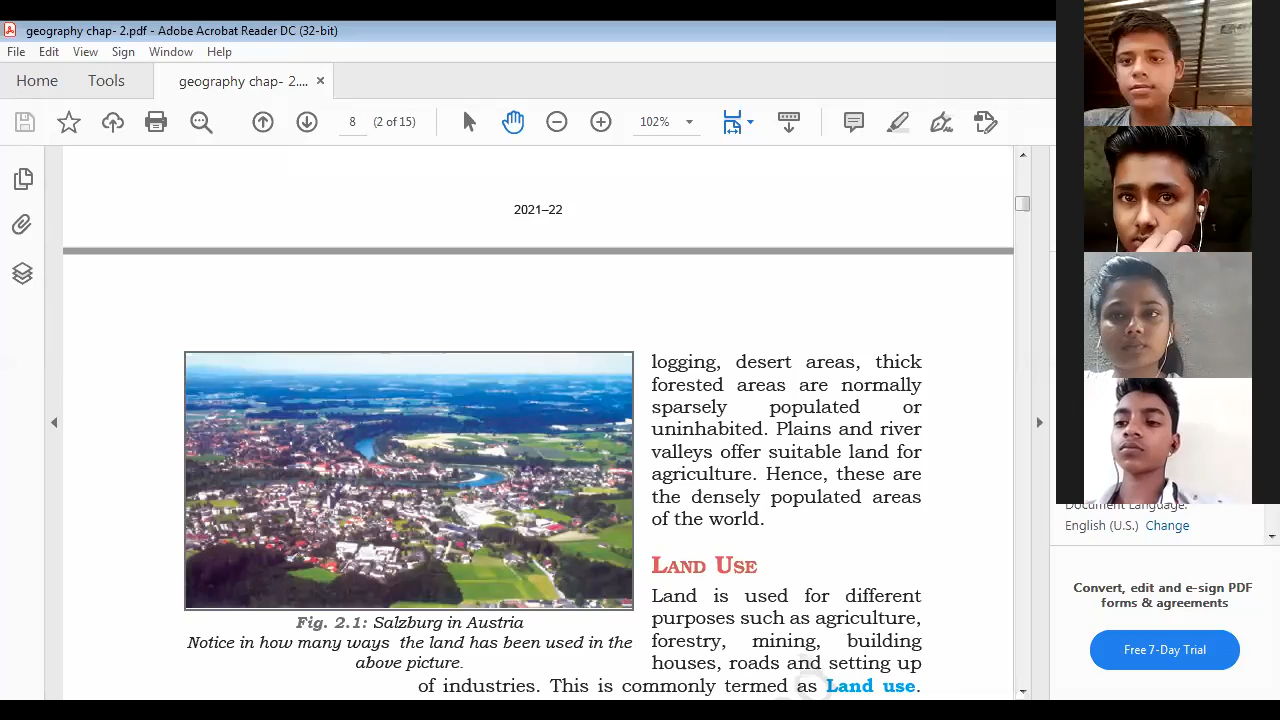 geography chap- 2.pdf - Adobe Acrobat Reader DC (32-bit)
File Edit View Sign Window Help
Home Tools geography chap- 2.... ×
8 (2 of 15) 102%
2021–22
logging, desert areas, thick
forested areas are normally
sparsely populated or
uninhabited. Plains and river
valleys offer suitable land for
agriculture. Hence, these are
the densely populated areas
of the world.
LAND USE
Land is used for different
purposes such as agriculture,
forestry, mining, building
houses, roads and setting up
of industries. This is commonly termed as Land use.
Fig. 2.1: Salzburg in Austria
Notice in how many ways the land has been used in the
above picture.
Document Language:
English (U.S.) Change
Convert, edit and e-sign PDF
forms & agreements
Free 7-Day Trial